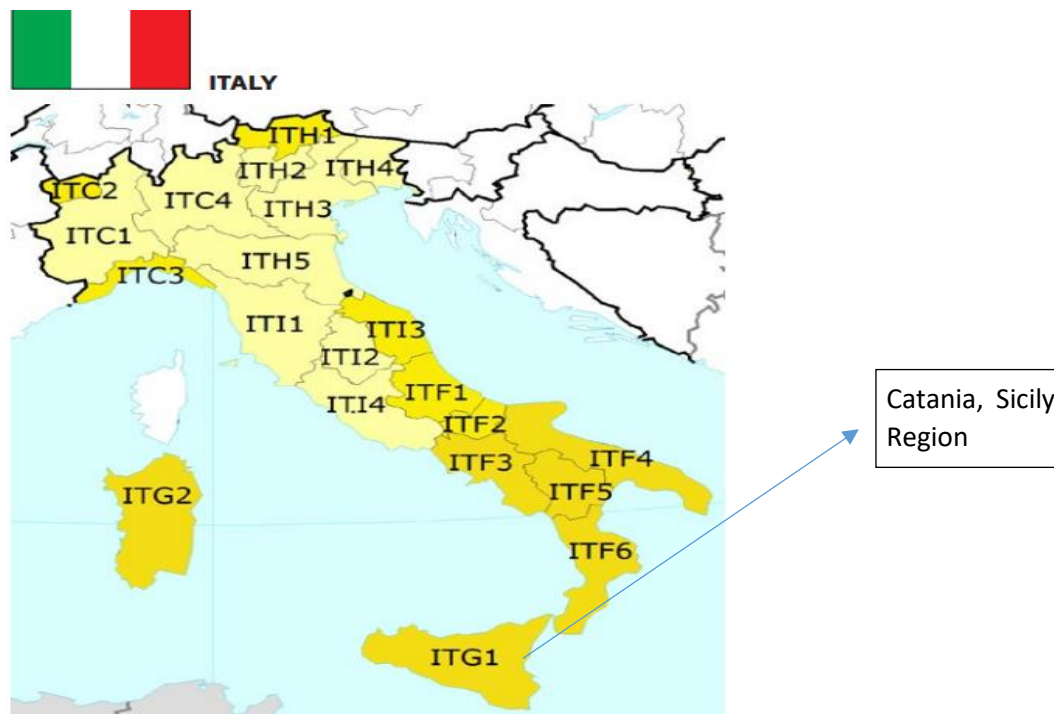 ITALY
ITH1
ITC2
ITH2
ITH4
ITC4
ITH3
ITC1
ITH5
ITC3
ITI1
ITI3
ITI2
ITF1
ITI4
ITF2
ITF3
ITF4
ITG2
ITF5
ITF6
ITG1
Catania, Sicily
Region